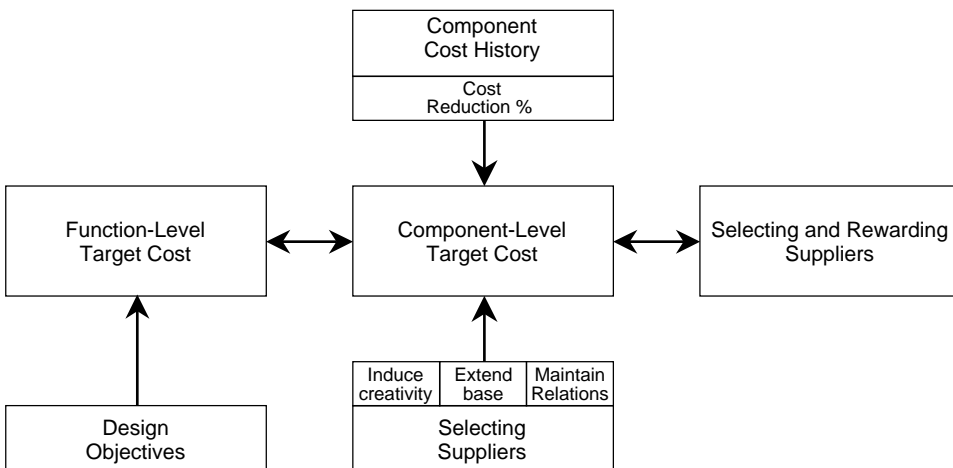 Component
Cost History
Cost
Reduction %
Function-Level
Target Cost
Component-Level
Target Cost
Selecting and Rewarding
Suppliers
Induce
creativity
Extend
base
Maintain
Relations
Design
Objectives
Selecting
Suppliers